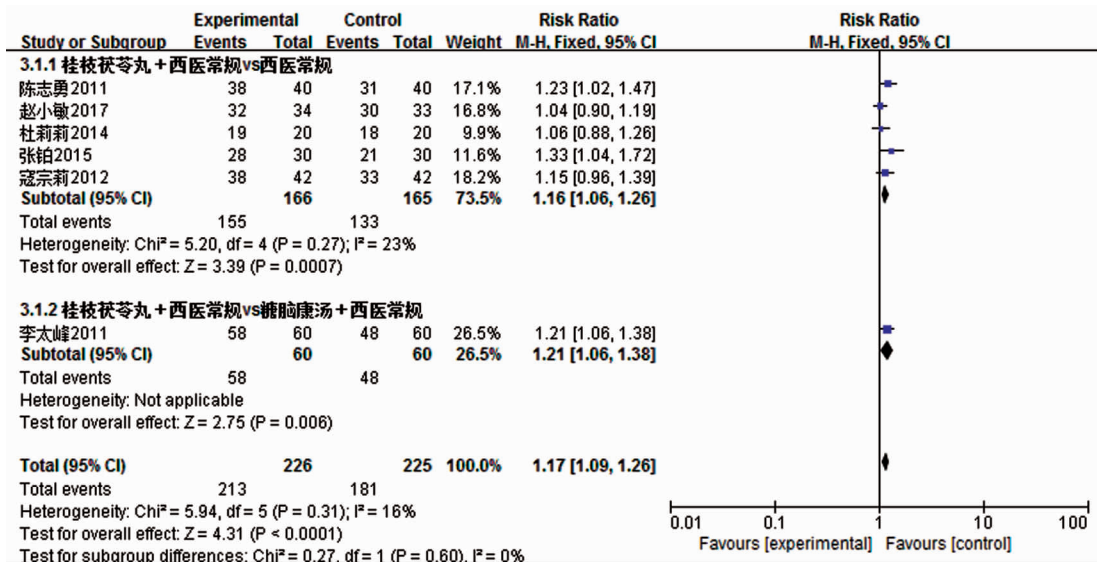 Experimental Control Risk Ratio Risk Ratio
Study or Subgroup Events Total Events Total Weight M-H, Fixed, 95% CI M-H, Fixed, 95% CI
3.1.1 桂枝茯苓丸+西医常规vs西医常规
陈志勇2011 38 40 31 40 17.1% 1.23 [1.02, 1.47]
赵小敏2017 32 34 30 33 16.8% 1.04 [0.90, 1.19]
杜莉莉2014 19 20 18 20 9.9% 1.06 [0.88, 1.26]
张铂2015 28 30 21 30 11.6% 1.33 [1.04, 1.72]
寇宗莉2012 38 42 33 42 18.2% 1.15 [0.96, 1.39]
Subtotal (95% CI) 166 165 73.5% 1.16 [1.06, 1.26]
Total events 155 133
Heterogeneity: Chi² = 5.20, df = 4 (P = 0.27); I² = 23%
Test for overall effect: Z = 3.39 (P = 0.0007)
3.1.2 桂枝茯苓丸+西医常规vs糖脑康汤+西医常规
李太峰2011 58 60 48 60 26.5% 1.21 [1.06, 1.38]
Subtotal (95% CI) 60 60 26.5% 1.21 [1.06, 1.38]
Total events 58 48
Heterogeneity: Not applicable
Test for overall effect: Z = 2.75 (P = 0.006)
Total (95% CI) 226 225 100.0% 1.17 [1.09, 1.26]
Total events 213 181
Heterogeneity: Chi² = 5.94, df = 5 (P = 0.31); I² = 16%
Test for overall effect: Z = 4.31 (P < 0.0001)
Test for subgroup differences: Chi² = 0.27, df = 1 (P = 0.60), I² = 0%
0.01 0.1 1 10 100
Favours [experimental] Favours [control]